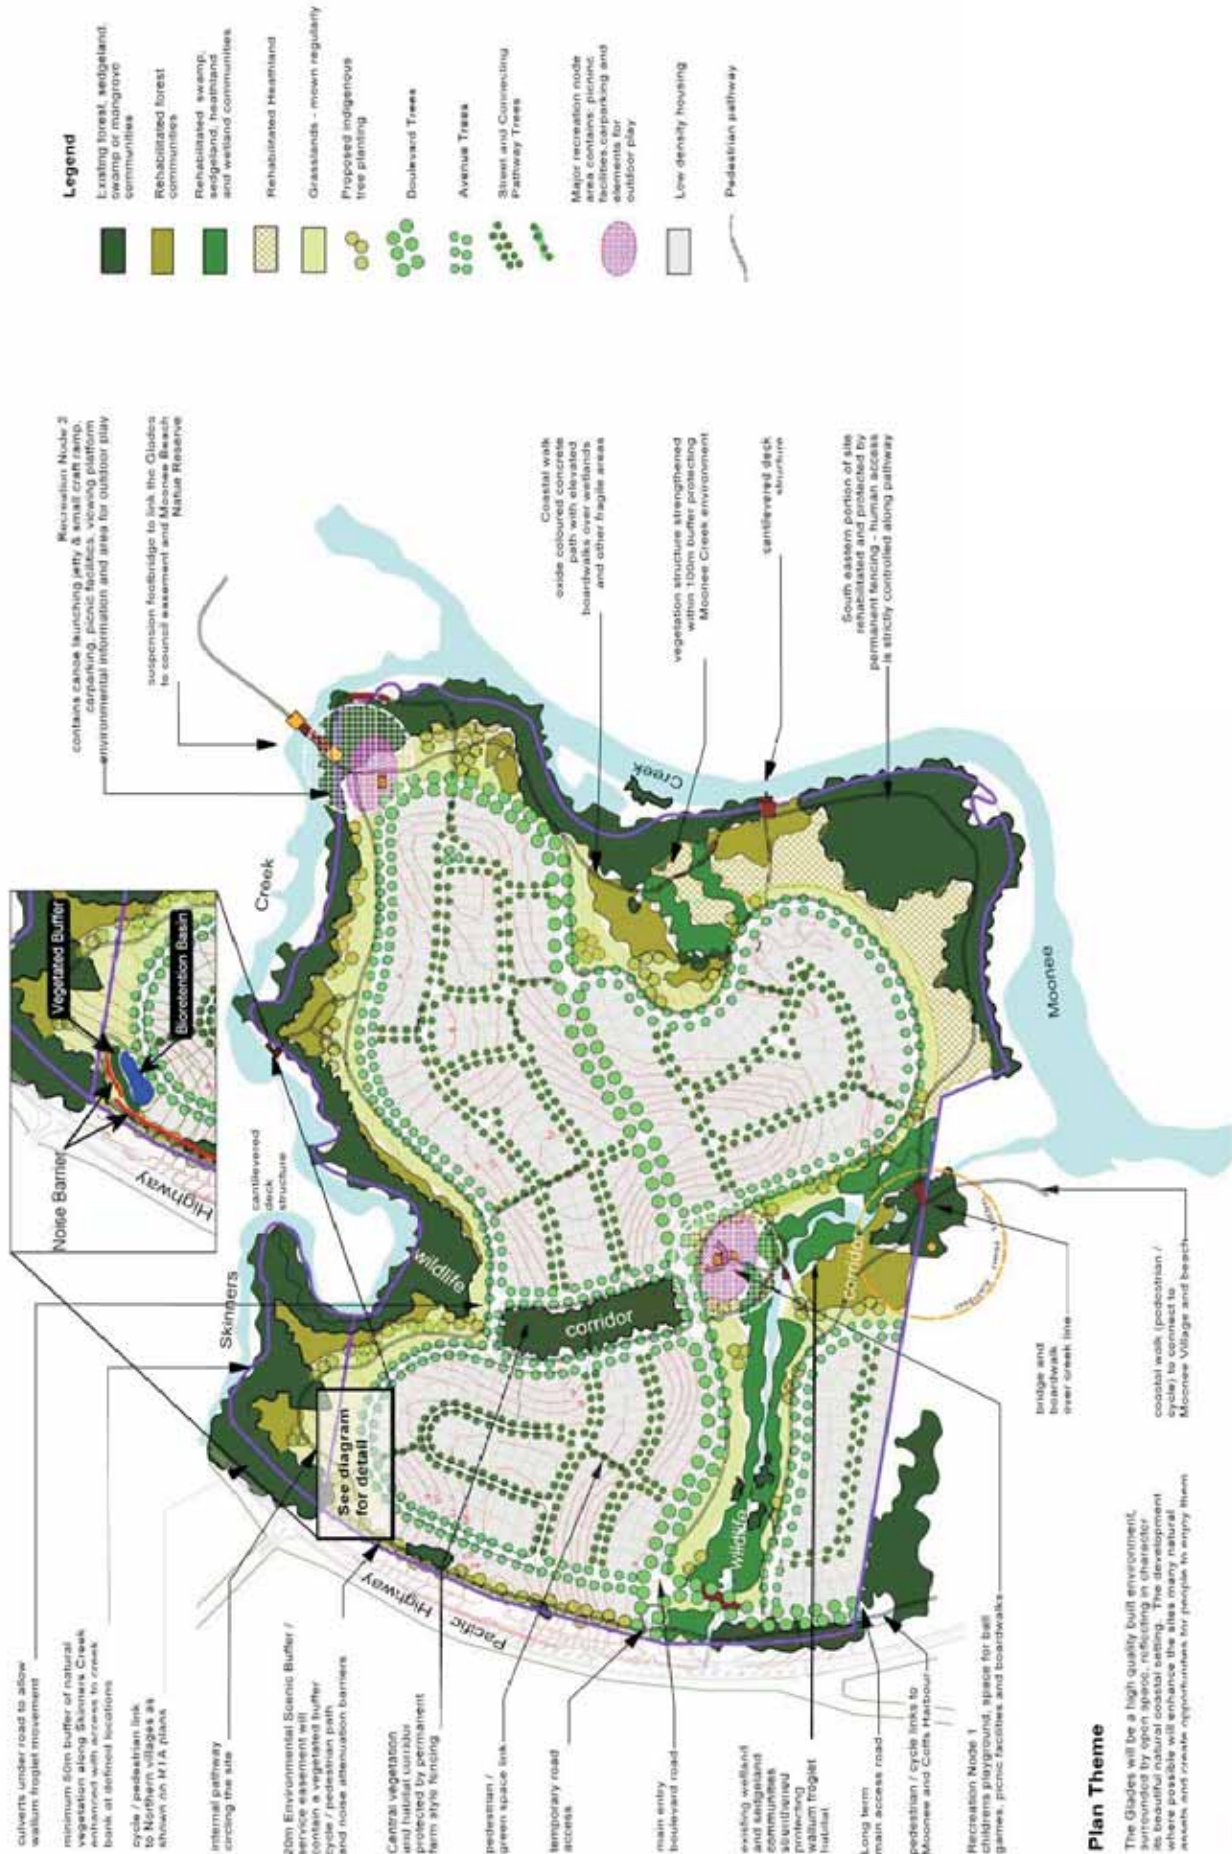 culverts under road to allow
wallum froglet movement
minimum 50m buffer of natural
vegetation along Skinners Creek
enhanced with access to creek
bank at defined locations
cycle / pedestrian link
to Northern villages as
shown on MTA plans
internal pathway
circling the site
20m Environmental Scenic Buffer /
service easement will
contain a vegetated buffer
cycle / pedestrian path
and noise attenuation barriers
Central vegetation
and habitat corridor
protected by permanent
farm style fencing
pedestrian /
green space link
temporary road
access
main entry
boulevard road
existing wetland
and sedgeland
communities
strengthened
protecting
wallum froglet
habitat
Long term
main access road
pedestrian / cycle links to
Moonee and Coffs Harbour
Recreation Node 1
childrens playground, space for ball
games, picnic facilities and boardwalks
Noise Barrier
Vegetated Buffer
Bioretention Basin
Highway
cantilevered
deck
structure
Skinners
Creek
wildlife
corridor
See diagram
for detail
Pacific
Highway
wildlife
corridor
Creek
Moonee
Recreation Node 2
contains canoe launching jetty & small craft ramp,
carparking, picnic facilities, viewing platform
environmental information and area for outdoor play
suspension footbridge to link the Glades
to council easement and Moonee Beach
Natue Reserve
Coastal walk
oxide coloured concrete
path with elevated
boardwalks over wetlands
and other fragile areas
vegetation structure strengthened
within 100m buffer protecting
Moonee Creek environment
cantilevered deck
structure
South eastern portion of site
rehabilitated and protected by
permanent fencing - human access
is strictly controlled along pathway
bridge and
boardwalk
over creek line
coastal walk (pedestrian /
cycle) to connect to
Moonee Village and beach
Legend
Existing forest, sedgeland,
swamp or mangrove
communities
Rehabilitated forest
communities
Rehabilitated swamp,
sedgeland, heathland
and wetland communities
Rehabilitated Heathland
Grasslands - mown regularly
Proposed indigenous
tree planting
Boulevard Trees
Avenue Trees
Street and Connecting
Pathway Trees
Major recreation node
area contains: picninc
facilities,carparking and
elements for
outdoor play
Low density housing
Pedestrian pathway
Plan Theme
The Glades will be a high quality built environment,
surrounded by open space, reflecting in character
its beautiful natural coastal setting. The development
where possible will enhance the sites many natural
assets and create opportunities for people to enjoy them